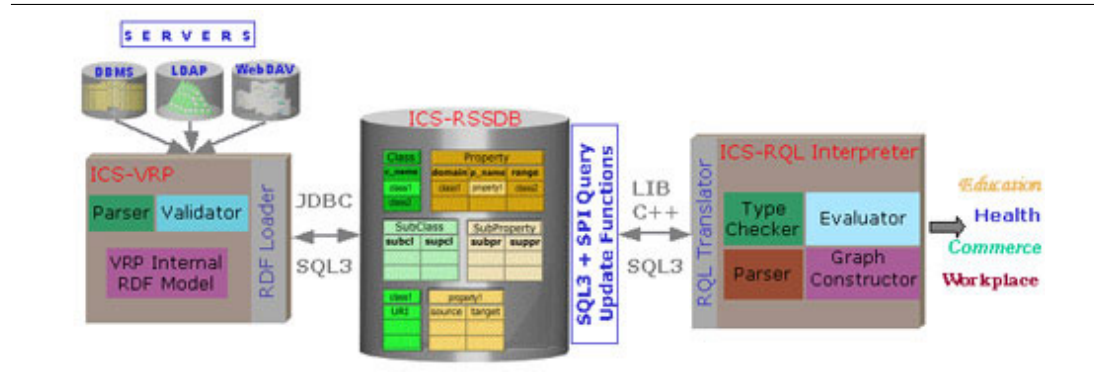 S E R V E R S
DBMS
LDAP
WebDAV
ICS-VRP
Parser
Validator
VRP Internal
RDF Model
RDF Loader
JDBC
SQL3
ICS-RSSDB
Class
c_name
class1
class2
Property
domain p_name range
class1 property1 class2
SubClass
subcl supcl
SubProperty
subpr suppr
class1
URI
property1
source target
SQL3 + SPI Query
Update Functions
LIB
C++
SQL3
RQL Translator
ICS-RQL Interpreter
Type
Checker
Evaluator
Parser
Graph
Constructor
Education
Health
Commerce
Workplace